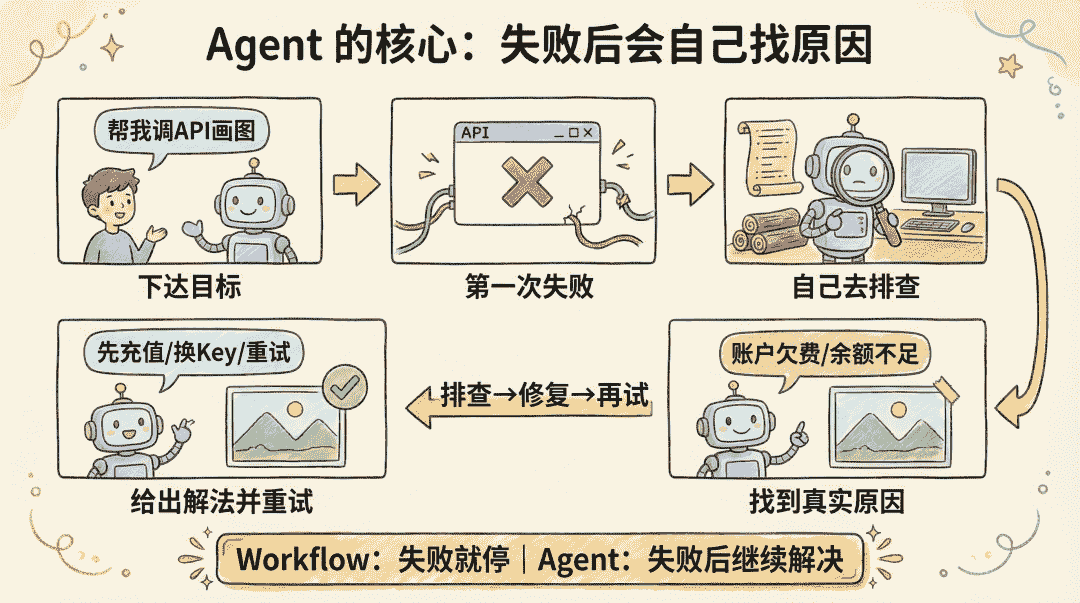 Agent 的核心：失败后会自己找原因
帮我调API画图
下达目标
API
第一次失败
自己去排查
账户欠费/余额不足
找到真实原因
排查→修复→再试
先充值/换Key/重试
给出解法并重试
Workflow：失败就停｜Agent：失败后继续解决